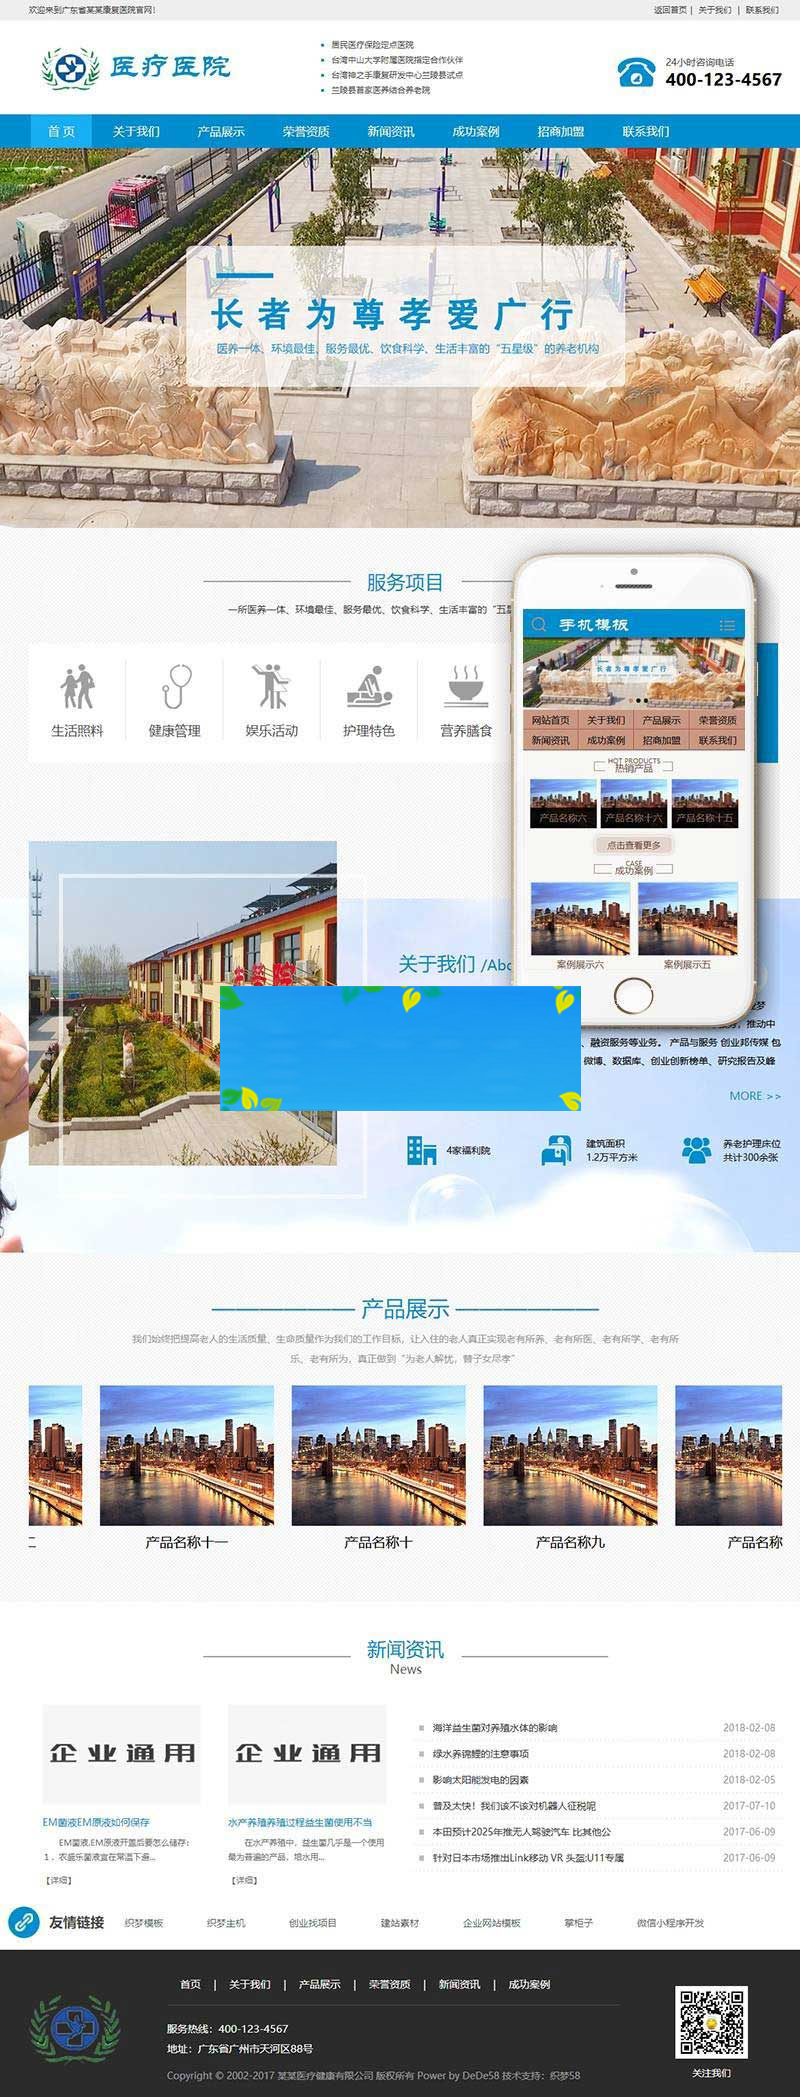 欢迎来到广东省某某康复医院官网!
返回首页 | 关于我们 | 联系我们
医疗医院
居民医疗保险定点医院
台湾中山大学附属医院指定合作伙伴
台湾神之手康复研发中心兰陵县试点
兰陵县首家医养结合养老院
24小时咨询电话
400-123-4567
首 页 关于我们 产品展示 荣誉资质 新闻资讯 成功案例 招商加盟 联系我们
长者为尊孝爱广行
医养一体、环境最佳、服务最优、饮食科学、生活丰富的“五星级”的养老机构
服务项目
一所医养一体、环境最佳、服务最优、饮食科学、生活丰富的“五
生活照料 健康管理 娱乐活动 护理特色 营养膳食
手机模板
长者为尊孝爱广行
网站首页 关于我们 产品展示 荣誉资质
新闻资讯 成功案例 招商加盟 联系我们
HOT PRODUCTS
热销产品
产品名称六 产品名称十六 产品名称十五
点击查看更多
CASE
成功案例
案例展示六 案例展示五
关于我们 /Abo
推动中
融资服务等业务。 产品与服务 创业邦传媒 包
微博、数据库、创业创新榜单、研究报告及峰
MORE >>
4家福利院
建筑面积
1.2万平方米
养老护理床位
共计300余张
产品展示
我们始终把提高老人的生活质量、生命质量作为我们的工作目标，让入住的老人真正实现老有所养、老有所医、老有所学、老有所
乐、老有所为，真正做到“为老人解忧，替子女尽孝”
产品名称十一 产品名称十 产品名称九 产品名称
新闻资讯
News
企业通用 企业通用
EM菌液EM原液如何保存
EM菌液,EM原液开盖后要怎么储存：
1 、农盛乐菌液宜在常温下遮...
【详细】
水产养殖养殖过程益生菌使用不当
在水产养殖中，益生菌几乎是一个使用
最为普遍的产品，培水用...
【详细】
海洋益生菌对养殖水体的影响 2018-02-08
绿水养锦鲤的注意事项 2018-02-08
影响太阳能发电的因素 2018-02-05
普及太快！我们该不该对机器人征税呢 2017-07-10
本田预计2025年推无人驾驶汽车 比其他公 2017-06-09
针对日本市场推出Link移动 VR 头盔:U11专属 2017-06-09
友情链接 织梦模板 织梦主机 创业找项目 建站素材 企业网站模板 掌柜子 微信小程序开发
首页 | 关于我们 | 产品展示 | 荣誉资质 | 新闻资讯 | 成功案例
服务热线：400-123-4567
地址：广东省广州市天河区88号
Copyright © 2002-2017 某某医疗健康有限公司 版权所有 Power by DeDe58 技术支持：织梦58
关注我们